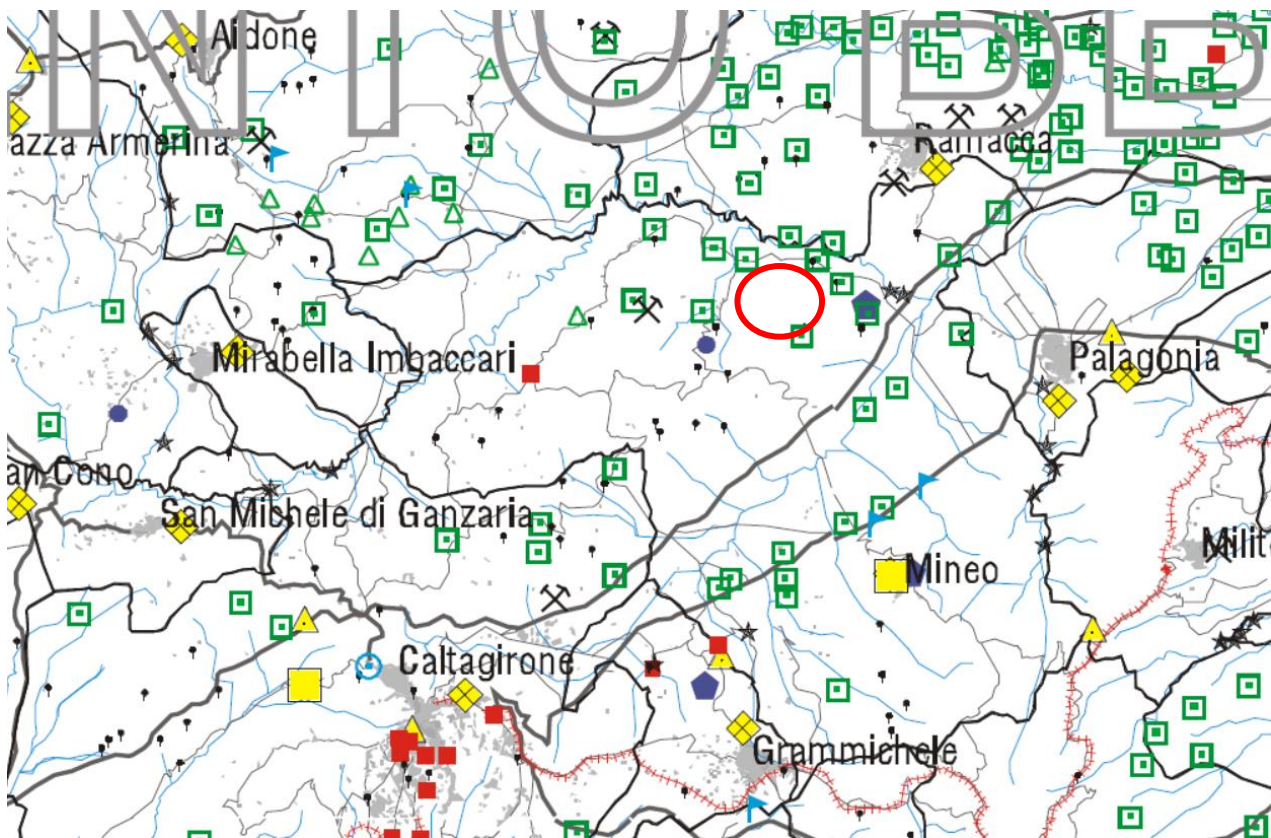 Aidone
azza Armerina
Ramacca
Mirabella Imbaccari
Palagonia
an Cono
San Michele di Ganzaria
Milit
Mineo
Caltagirone
Grammichele